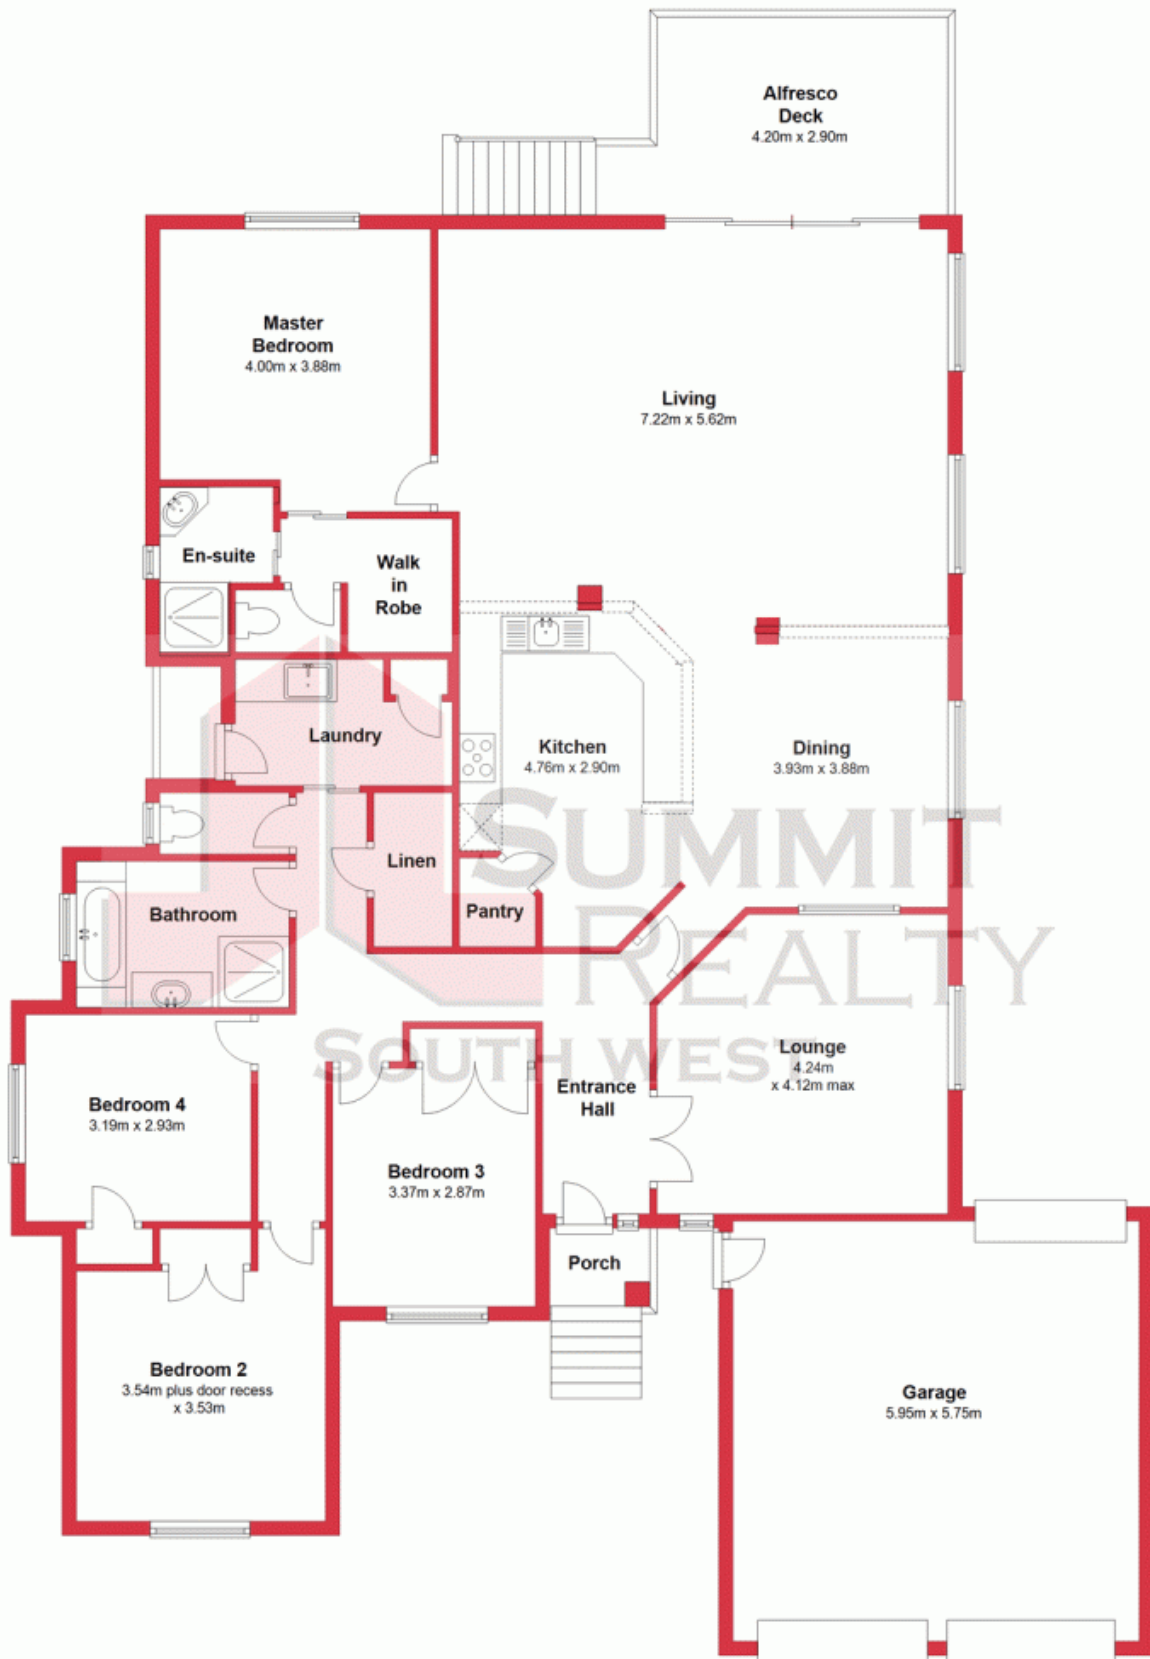 Alfresco
Deck
4.20m x 2.90m
Master
Bedroom
4.00m x 3.88m
Living
7.22m x 5.62m
En-suite
Walk
in
Robe
Laundry
Kitchen
4.76m x 2.90m
Dining
3.93m x 3.88m
SUMMIT
REALTY
SOUTH WEST
Linen
Pantry
Bathroom
Lounge
4.24m
x 4.12m max
Entrance
Hall
Bedroom 4
3.19m x 2.93m
Bedroom 3
3.37m x 2.87m
Porch
Bedroom 2
3.54m plus door recess
x 3.53m
Garage
5.95m x 5.75m